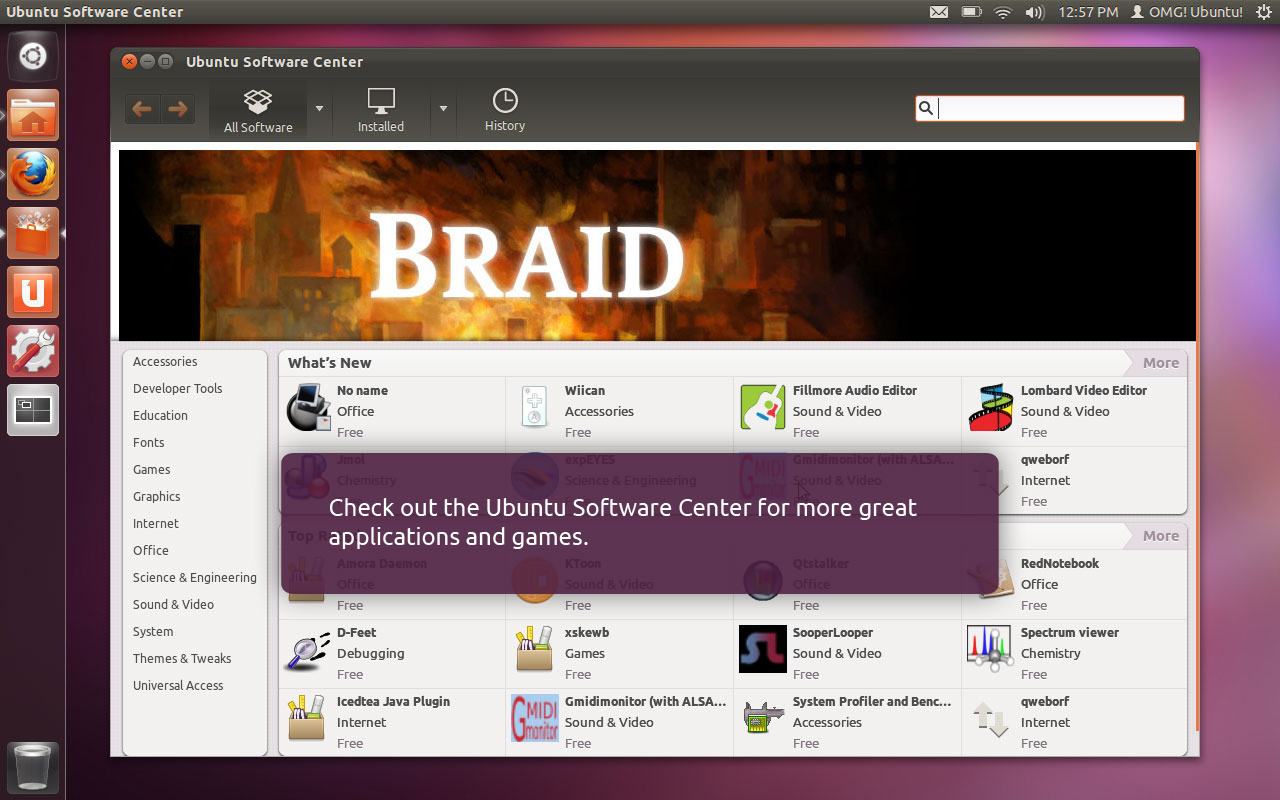 Ubuntu Software Center
12:57 PM OMG! Ubuntu!
Ubuntu Software Center
All Software
Installed
History
BRAID
Accessories
Developer Tools
Education
Fonts
Games
Graphics
Internet
Office
Science & Engineering
Sound & Video
System
Themes & Tweaks
Universal Access
What's New More
No name
Office
Free
Wiican
Accessories
Free
Fillmore Audio Editor
Sound & Video
Free
Lombard Video Editor
Sound & Video
Free
Jmol
Chemistry
expEYES
Science & Engineering
Gmidimonitor (with ALSA...
Sound & Video
qweborf
Internet
Free
Check out the Ubuntu Software Center for more great
applications and games.
Top R
More
Amora Daemon
Office
Free
KToon
Sound & Video
Free
Qtstalker
Office
Free
RedNotebook
Office
Free
D-Feet
Debugging
Free
xskewb
Games
Free
SooperLooper
Sound & Video
Free
Spectrum viewer
Chemistry
Free
Icedtea Java Plugin
Internet
Free
GMIDI
monitor
Gmidimonitor (with ALSA...
Sound & Video
Free
System Profiler and Benc...
Accessories
Free
qweborf
Internet
Free